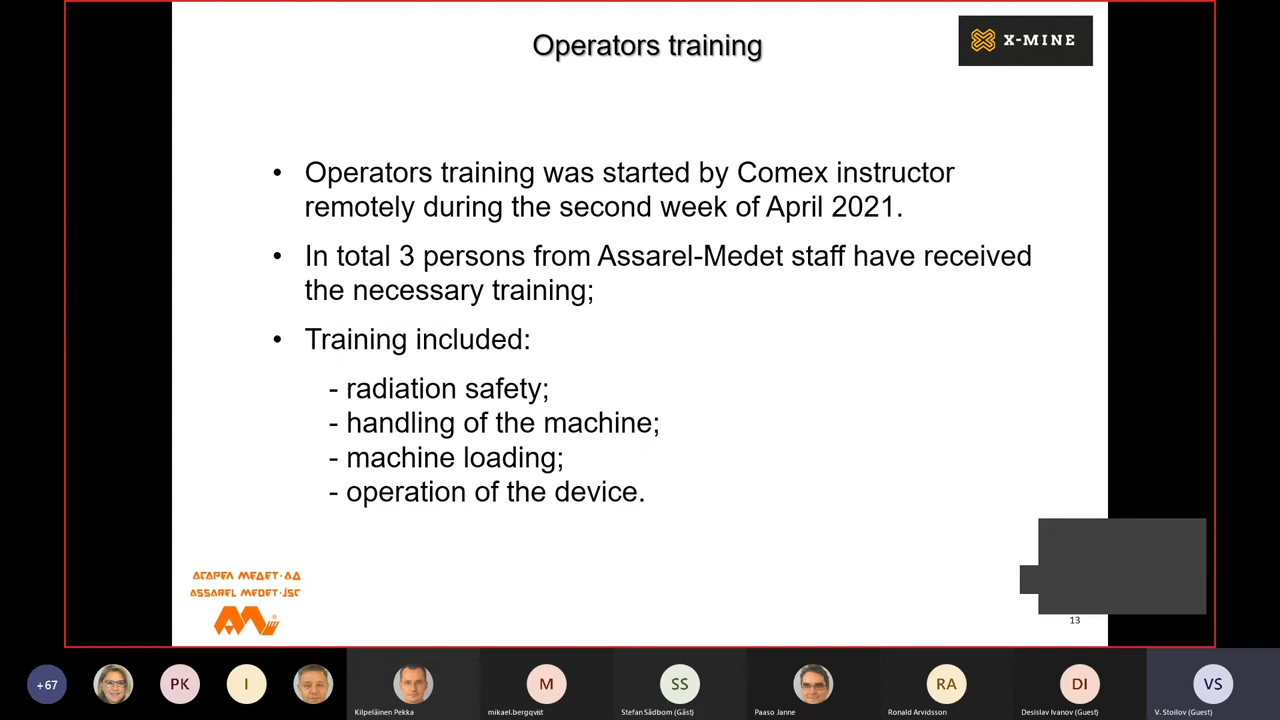 Operators training
X-MINE
• Operators training was started by Comex instructor
remotely during the second week of April 2021.
• In total 3 persons from Assarel-Medet staff have received
the necessary training;
• Training included:
- radiation safety;
- handling of the machine;
- machine loading;
- operation of the device.
АСАРЕЛ МЕДЕТ·АД
ASSAREL MEDET·JSC
13
+67
PK
I
M
SS
RA
DI
VS
Kilpeläinen Pekka
mikael.bergqvist
Stefan Sädbom (Gäst)
Paaso Janne
Ronald Arvidsson
Desislav Ivanov (Guest)
V. Stoilov (Guest)